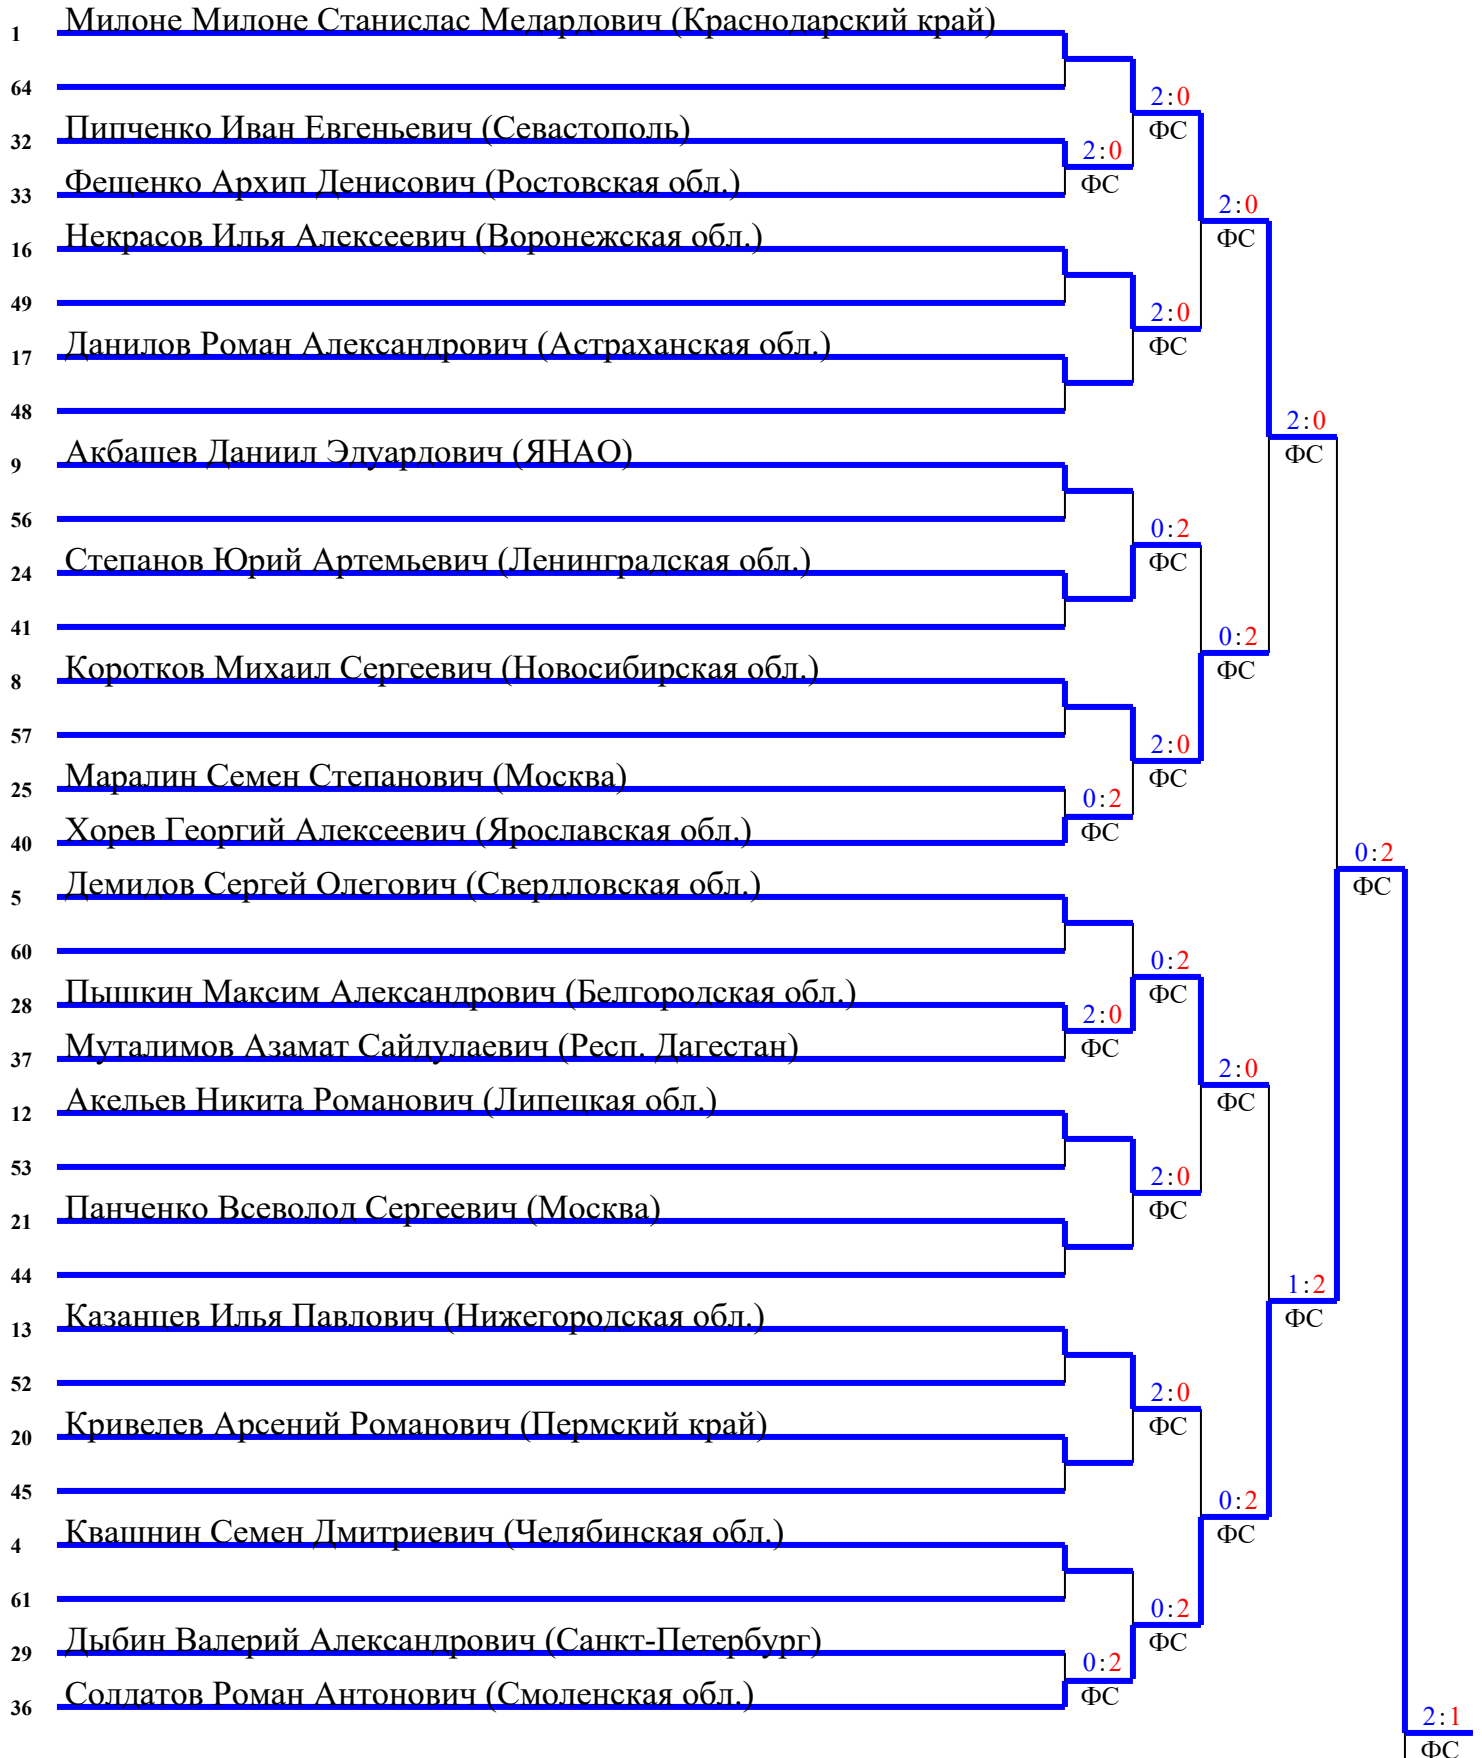 Милоне Милоне Станислас Медардович (Краснодарский край)
1
64
2:0
ФС
Пипченко Иван Евгеньевич (Севастополь)
32
2:0
ФС
Фещенко Архип Денисович (Ростовская обл.)
33
2:0
ФС
Некрасов Илья Алексеевич (Воронежская обл.)
16
49
2:0
ФС
Данилов Роман Александрович (Астраханская обл.)
17
48
2:0
ФС
Акбашев Даниил Эдуардович (ЯНАО)
9
56
0:2
ФС
Степанов Юрий Артемьевич (Ленинградская обл.)
24
41
0:2
ФС
Коротков Михаил Сергеевич (Новосибирская обл.)
8
57
2:0
ФС
Маралин Семен Степанович (Москва)
25
0:2
ФС
Хорев Георгий Алексеевич (Ярославская обл.)
40
0:2
ФС
Демидов Сергей Олегович (Свердловская обл.)
5
60
0:2
ФС
Пышкин Максим Александрович (Белгородская обл.)
28
2:0
ФС
Муталимов Азамат Сайдулаевич (Респ. Дагестан)
37
2:0
ФС
Акельев Никита Романович (Липецкая обл.)
12
53
2:0
ФС
Панченко Всеволод Сергеевич (Москва)
21
44
1:2
ФС
Казанцев Илья Павлович (Нижегородская обл.)
13
52
2:0
ФС
Кривелев Арсений Романович (Пермский край)
20
45
0:2
ФС
Квашнин Семен Дмитриевич (Челябинская обл.)
4
61
0:2
ФС
Дыбин Валерий Александрович (Санкт-Петербург)
29
0:2
ФС
Солдатов Роман Антонович (Смоленская обл.)
36
2:1
ФС